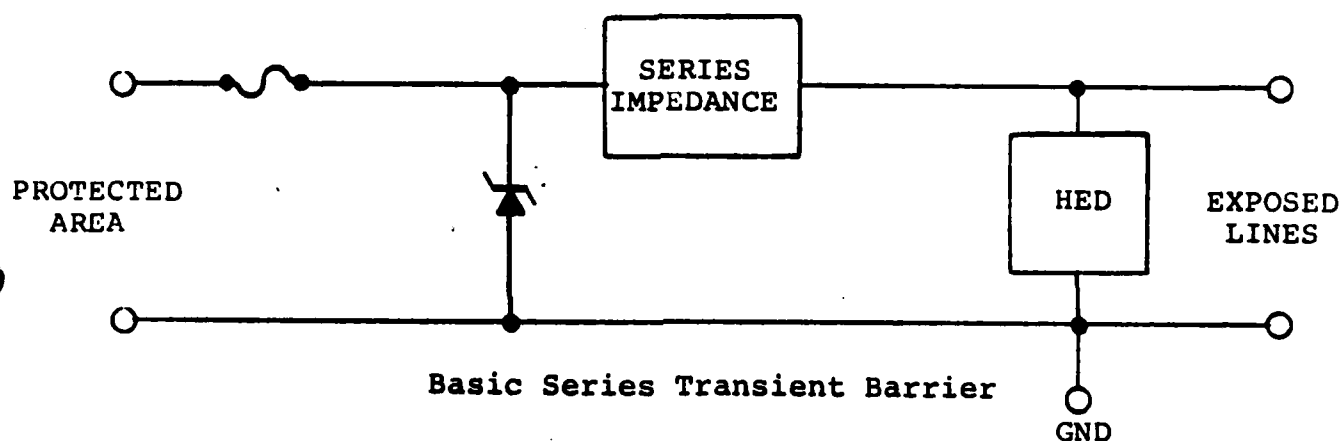 SERIES
IMPEDANCE
PROTECTED
AREA
HED
EXPOSED
LINES
Basic Series Transient Barrier
GND